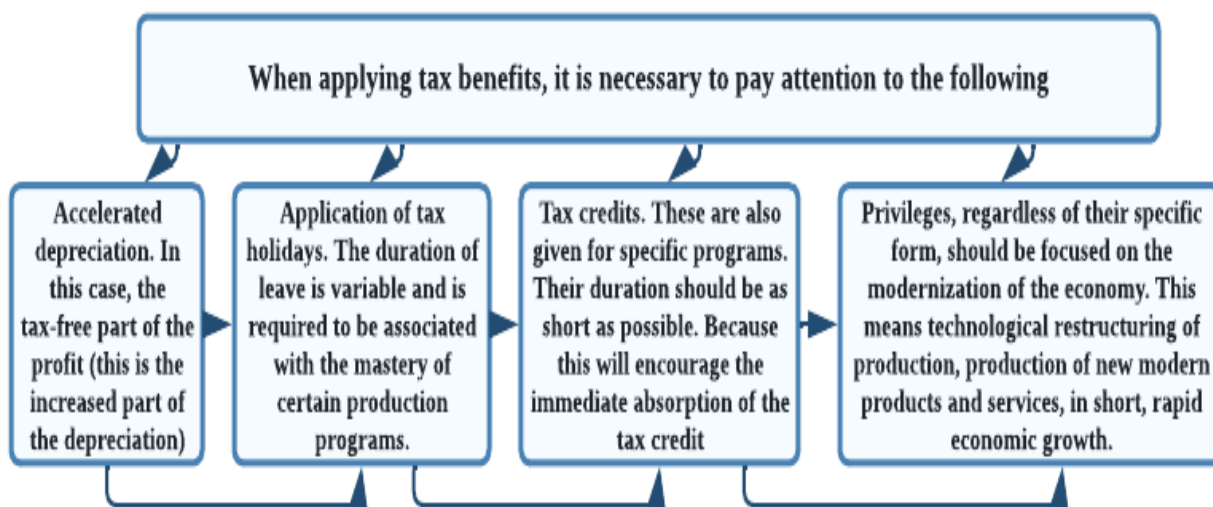 When applying tax benefits, it is necessary to pay attention to the following
Accelerated
depreciation. In
this case, the
tax-free part of the
profit (this is the
increased part of
the depreciation)
Application of tax
holidays. The duration of
leave is variable and is
required to be associated
with the mastery of
certain production
programs.
Tax credits. These are also
given for specific programs.
Their duration should be as
short as possible. Because
this will encourage the
immediate absorption of the
tax credit
Privileges, regardless of their specific
form, should be focused on the
modernization of the economy. This
means technological restructuring of
production, production of new modern
products and services, in short, rapid
economic growth.